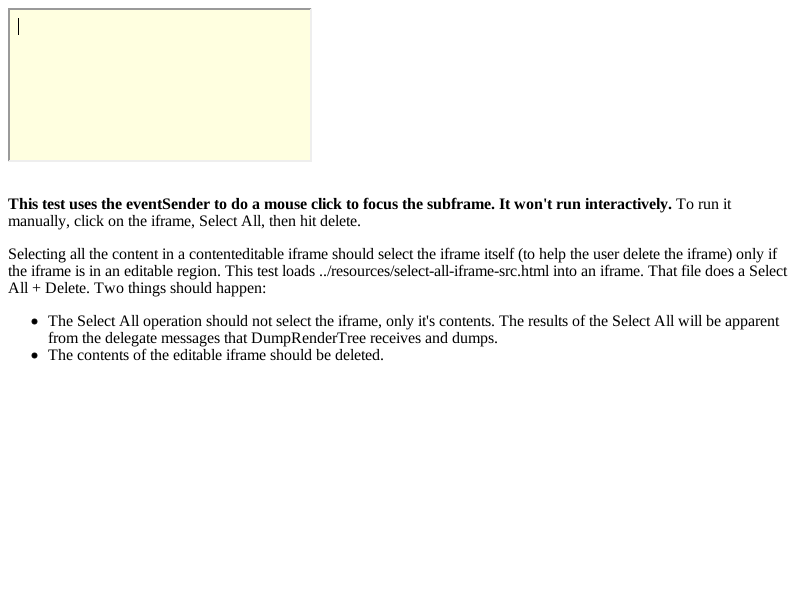 This test uses the eventSender to do a mouse click to focus the subframe. It won't run interactively. To run it
manually, click on the iframe, Select All, then hit delete.
Selecting all the content in a contenteditable iframe should select the iframe itself (to help the user delete the iframe) only if
the iframe is in an editable region. This test loads ../resources/select-all-iframe-src.html into an iframe. That file does a Select
All + Delete. Two things should happen:
• The Select All operation should not select the iframe, only it's contents. The results of the Select All will be apparent
from the delegate messages that DumpRenderTree receives and dumps.
• The contents of the editable iframe should be deleted.